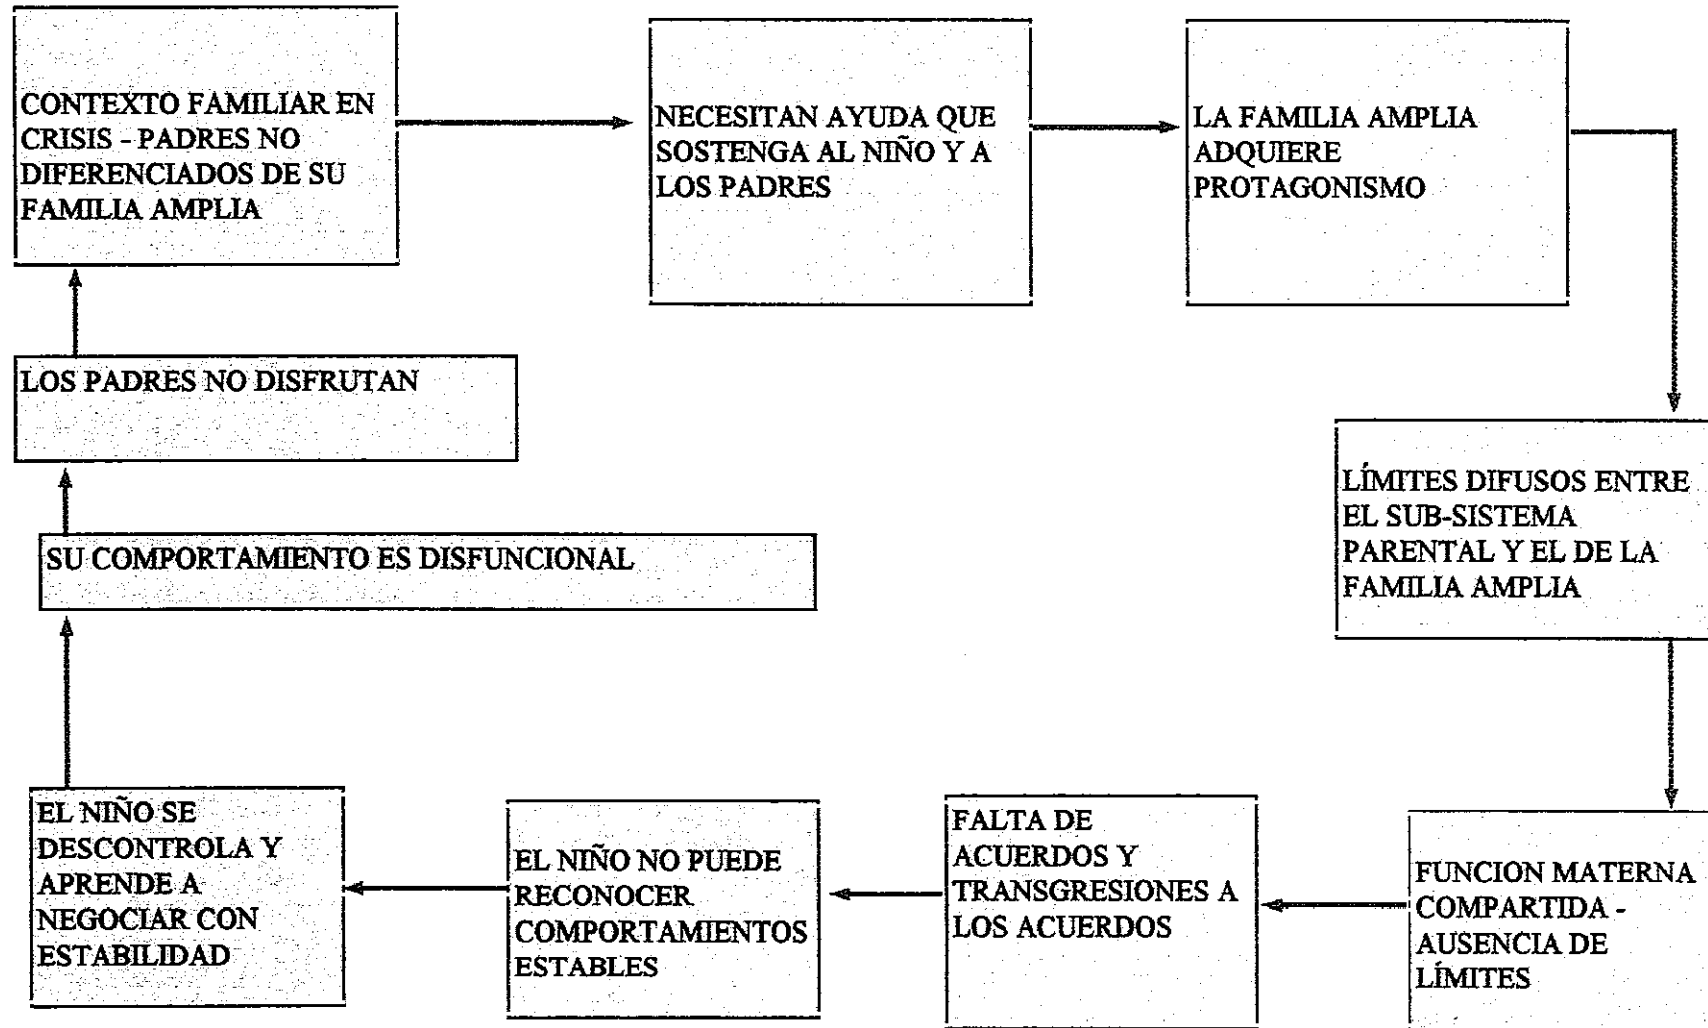 CONTEXTO FAMILIAR EN
CRISIS - PADRES NO
DIFERENCIADOS DE SU
FAMILIA AMPLIA
NECESITAN AYUDA QUE
SOSTENGA AL NIÑO Y A
LOS PADRES
LA FAMILIA AMPLIA
ADQUIERE
PROTAGONISMO
LÍMITES DIFUSOS ENTRE
EL SUB-SISTEMA
PARENTAL Y EL DE LA
FAMILIA AMPLIA
FUNCION MATERNA
COMPARTIDA -
AUSENCIA DE
LÍMITES
FALTA DE
ACUERDOS Y
TRANSGRESIONES A
LOS ACUERDOS
EL NIÑO NO PUEDE
RECONOCER
COMPORTAMIENTOS
ESTABLES
EL NIÑO SE
DESCONTROLA Y
APRENDE A
NEGOCIAR CON
ESTABILIDAD
SU COMPORTAMIENTO ES DISFUNCIONAL
LOS PADRES NO DISFRUTAN